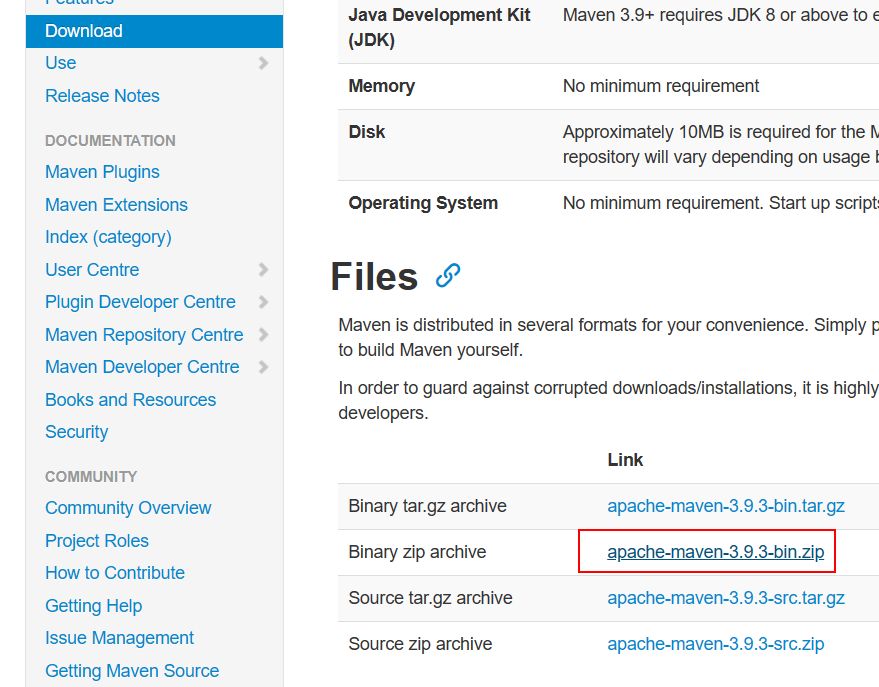 Features
Download
Use
Release Notes
DOCUMENTATION
Maven Plugins
Maven Extensions
Index (category)
User Centre
Plugin Developer Centre
Maven Repository Centre
Maven Developer Centre
Books and Resources
Security
COMMUNITY
Community Overview
Project Roles
How to Contribute
Getting Help
Issue Management
Getting Maven Source
Java Development Kit
(JDK)
Maven 3.9+ requires JDK 8 or above to
Memory
No minimum requirement
Disk
Approximately 10MB is required for the
repository will vary depending on usage
Operating System
No minimum requirement. Start up scripts
Files
Maven is distributed in several formats for your convenience. Simply
to build Maven yourself.
In order to guard against corrupted downloads/installations, it is highly
developers.
Link
Binary tar.gz archive apache-maven-3.9.3-bin.tar.gz
Binary zip archive apache-maven-3.9.3-bin.zip
Source tar.gz archive apache-maven-3.9.3-src.tar.gz
Source zip archive apache-maven-3.9.3-src.zip